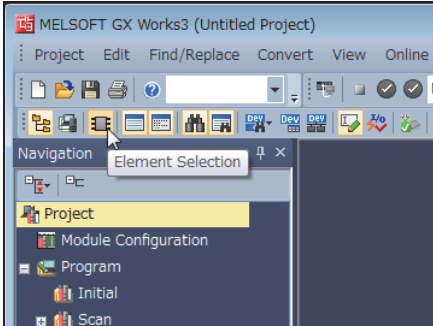 MELSOFT GX Works3 (Untitled Project)
Project Edit Find/Replace Convert View Online
Navigation
Element Selection
Project
Module Configuration
Program
Initial
Scan